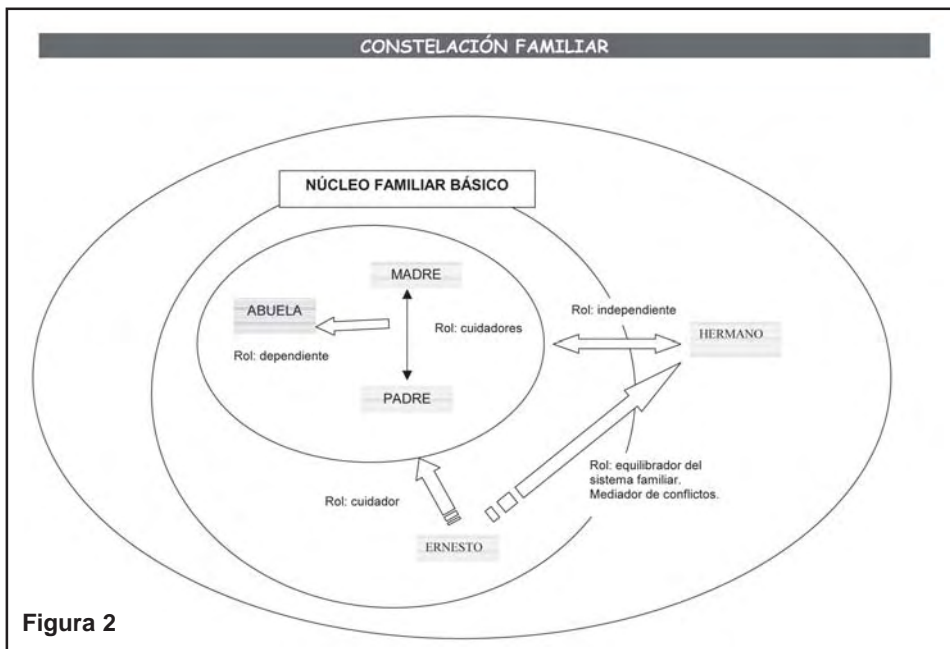 CONSTELACIÓN FAMILIAR
NÚCLEO FAMILIAR BÁSICO
MADRE
ABUELA
Rol: cuidadores
Rol: dependiente
PADRE
Rol: independiente
HERMANO
Rol: equilibrador del
sistema familiar.
Mediador de conflictos.
Rol: cuidador
ERNESTO
Figura 2